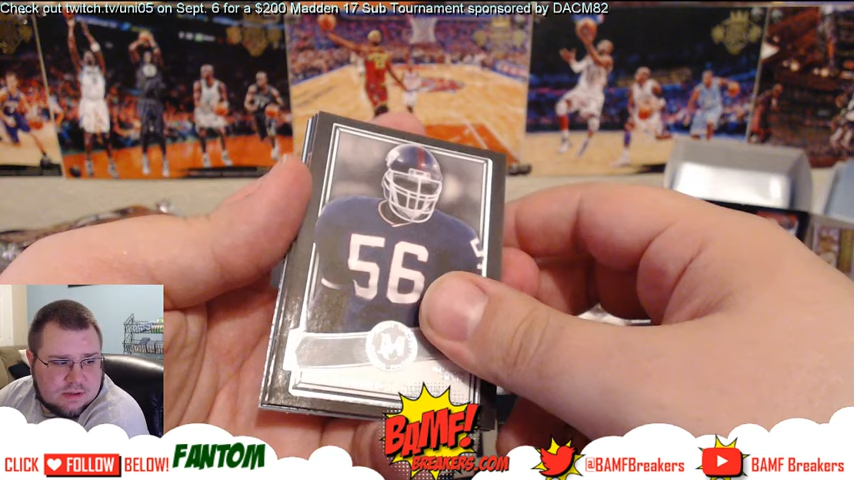 Check out twitch.tv/uni05 on Sept. 6 for a $200 Madden 17 Sub Tournament sponsored by DACM82
56
5
M
BAMF!
BREAKERS.COM
CLICK FOLLOW BELOW!
FANTOM
@BAMFBreakers
BAMF Breakers